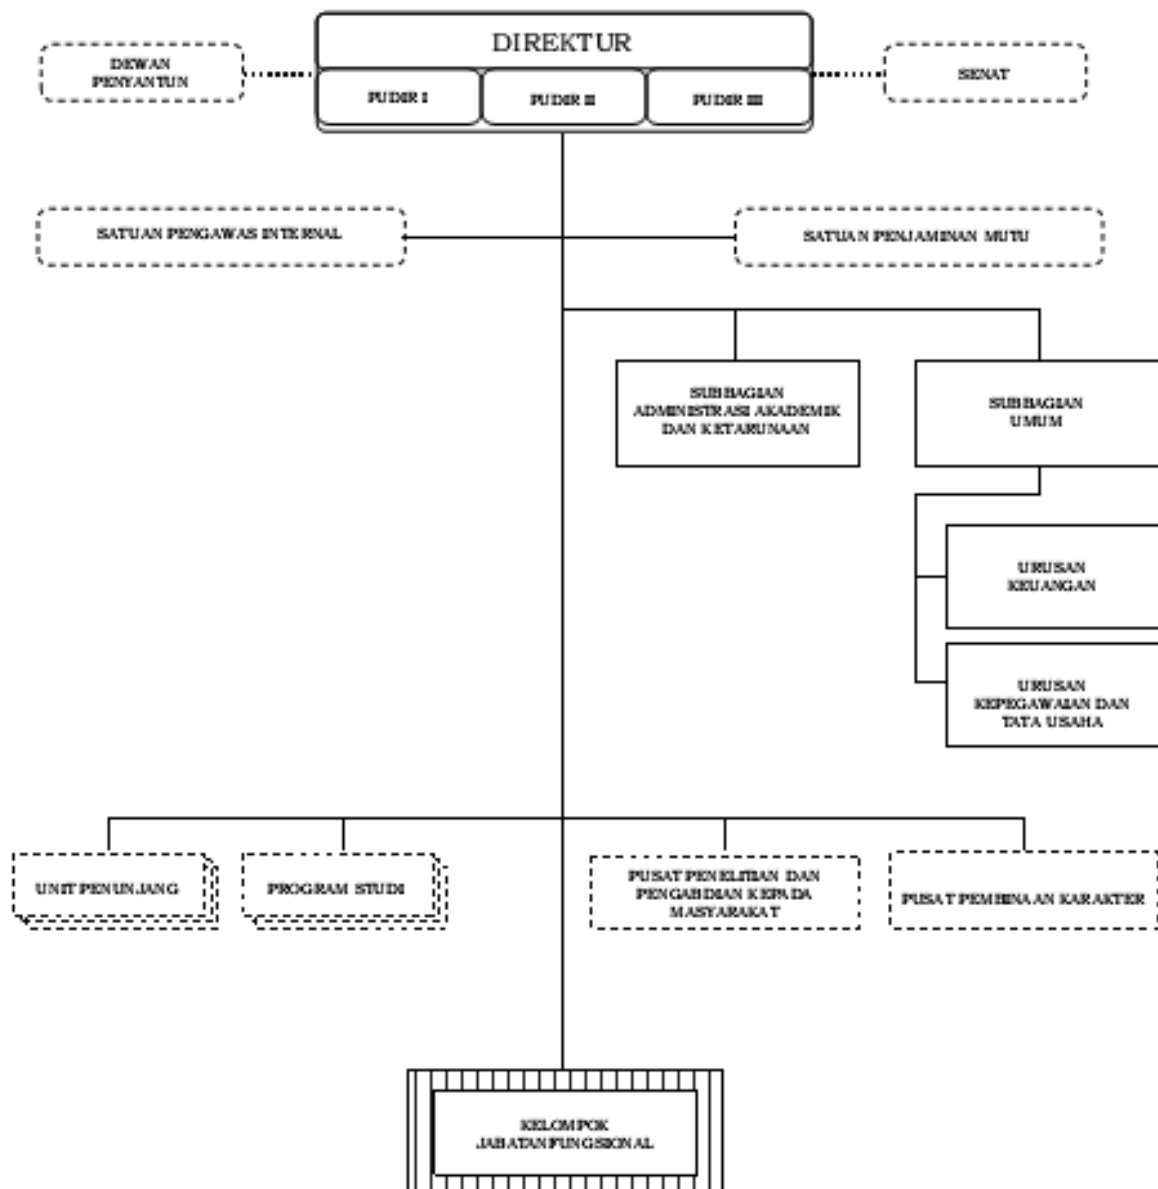 DIREKTUR
DEWAN
PENYANTUN
SENAT
PUDIR I
PUDIR II
PUDIR III
SATUAN PENGAWAS INTERNAL
SATUAN PENJAMINAN MUTU
SUBBAGIAN
ADMINISTRASI AKADEMIK
DAN KETARUNAAN
SUBBAGIAN
UMUM
URUSAN
KEUANGAN
URUSAN
KEPEGAWAIAN DAN
TATA USAHA
UNIT PENUNJANG
PROGRAM STUDI
PUSAT PENELITIAN DAN
PENGABDIAN KEPADA
MASYARAKAT
PUSAT PEMBINAAN KARAKTER
KELOMPOK
JABATAN FUNGSIONAL